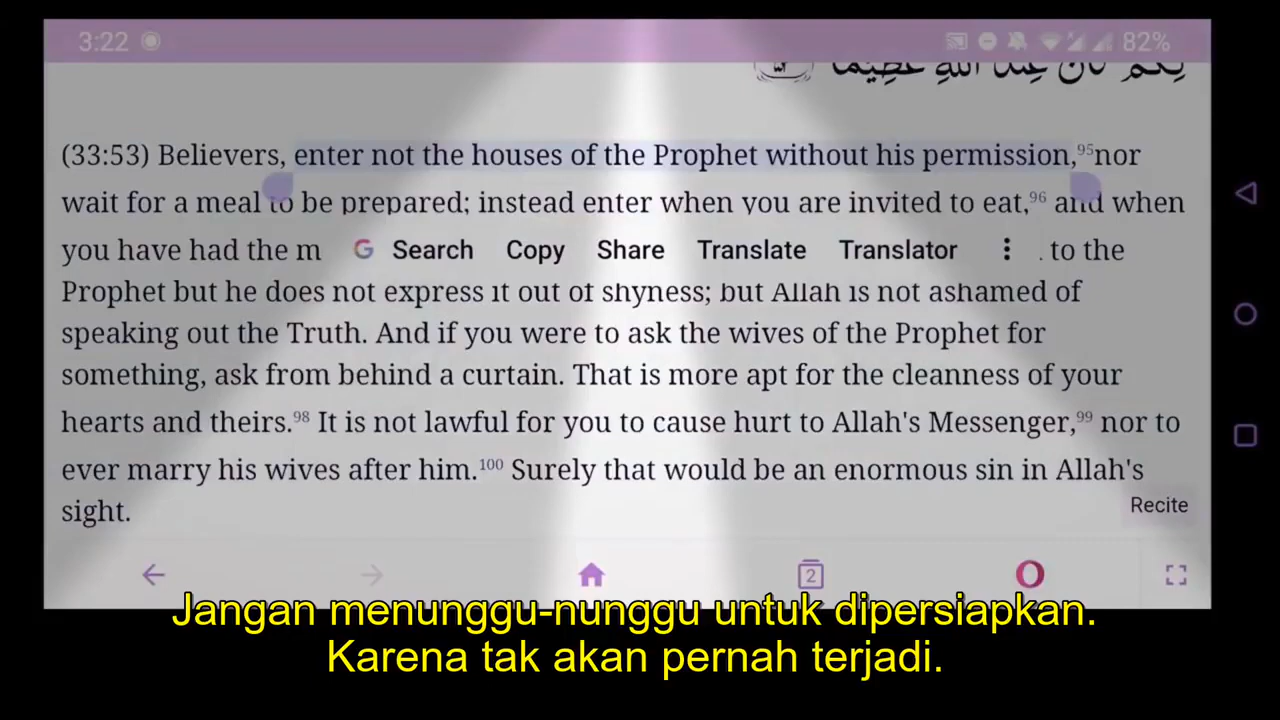 3:22 82%
(33:53) Believers, enter not the houses of the Prophet without his permission,95nor
wait for a meal to be prepared; instead enter when you are invited to eat,96 and when
you have had the m Search Copy Share Translate Translator . to the
Prophet but he does not express it out of shyness; but Allah is not ashamed of
speaking out the Truth. And if you were to ask the wives of the Prophet for
something, ask from behind a curtain. That is more apt for the cleanness of your
hearts and theirs.98 It is not lawful for you to cause hurt to Allah's Messenger,99 nor to
ever marry his wives after him.100 Surely that would be an enormous sin in Allah's
sight.
Recite
2
Jangan menunggu-nunggu untuk dipersiapkan.
Karena tak akan pernah terjadi.